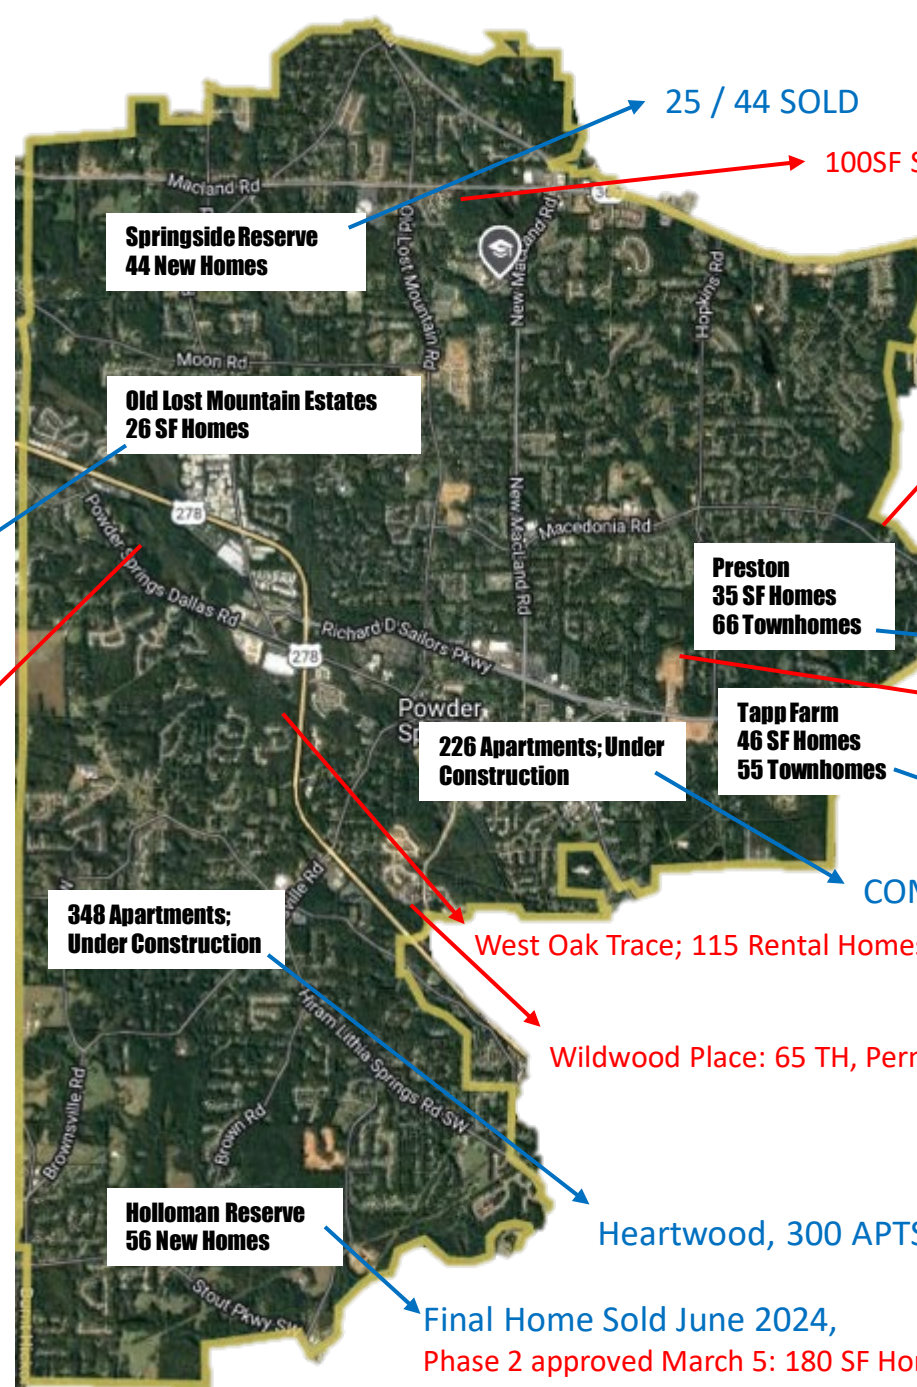 25 / 44 SOLD
100SF
Macland Rd
Springside Reserve
44 New Homes
Old Lost Mountain Rd
New MacLand Rd
Hopkins Rd
Moon Rd
Old Lost Mountain Estates
26 SF Homes
278
Powder Springs Dallas Rd
New MacLand Rd
Macedonia Rd
Preston
35 SF Homes
66 Townhomes
Richard D Sailors Pkwy
278
Powder
Tapp Farm
46 SF Homes
55 Townhomes
226 Apartments; Under
Construction
348 Apartments;
Under Construction
West Oak Trace; 115 Rental Homes
Hiram Lithia Springs Rd SW
Wildwood Place: 65 TH,
Brownsville Rd
Brown Rd
Holloman Reserve
56 New Homes
Heartwood, 300 APTS
Stout Pkwy SW
Final Home Sold June 2024,
Phase 2 approved March 5: 180 SF